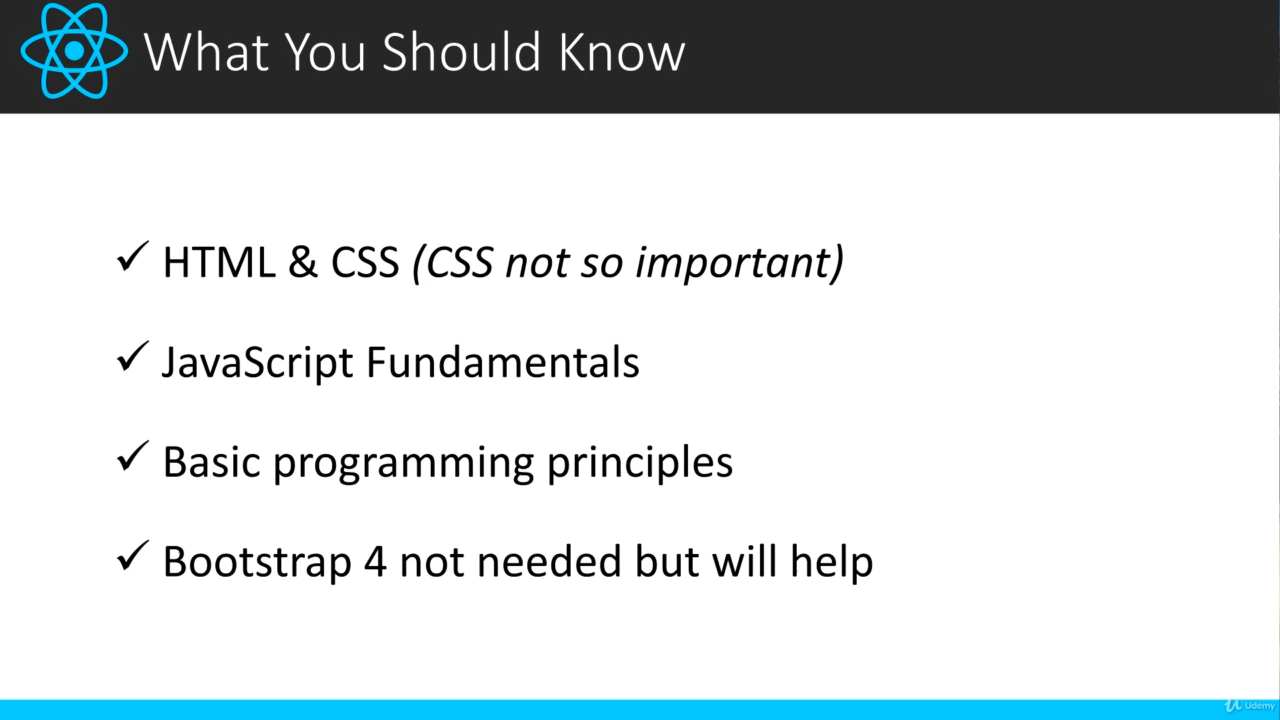 What You Should Know
✓ HTML & CSS (CSS not so important)
✓ JavaScript Fundamentals
✓ Basic programming principles
✓ Bootstrap 4 not needed but will help
Udemy